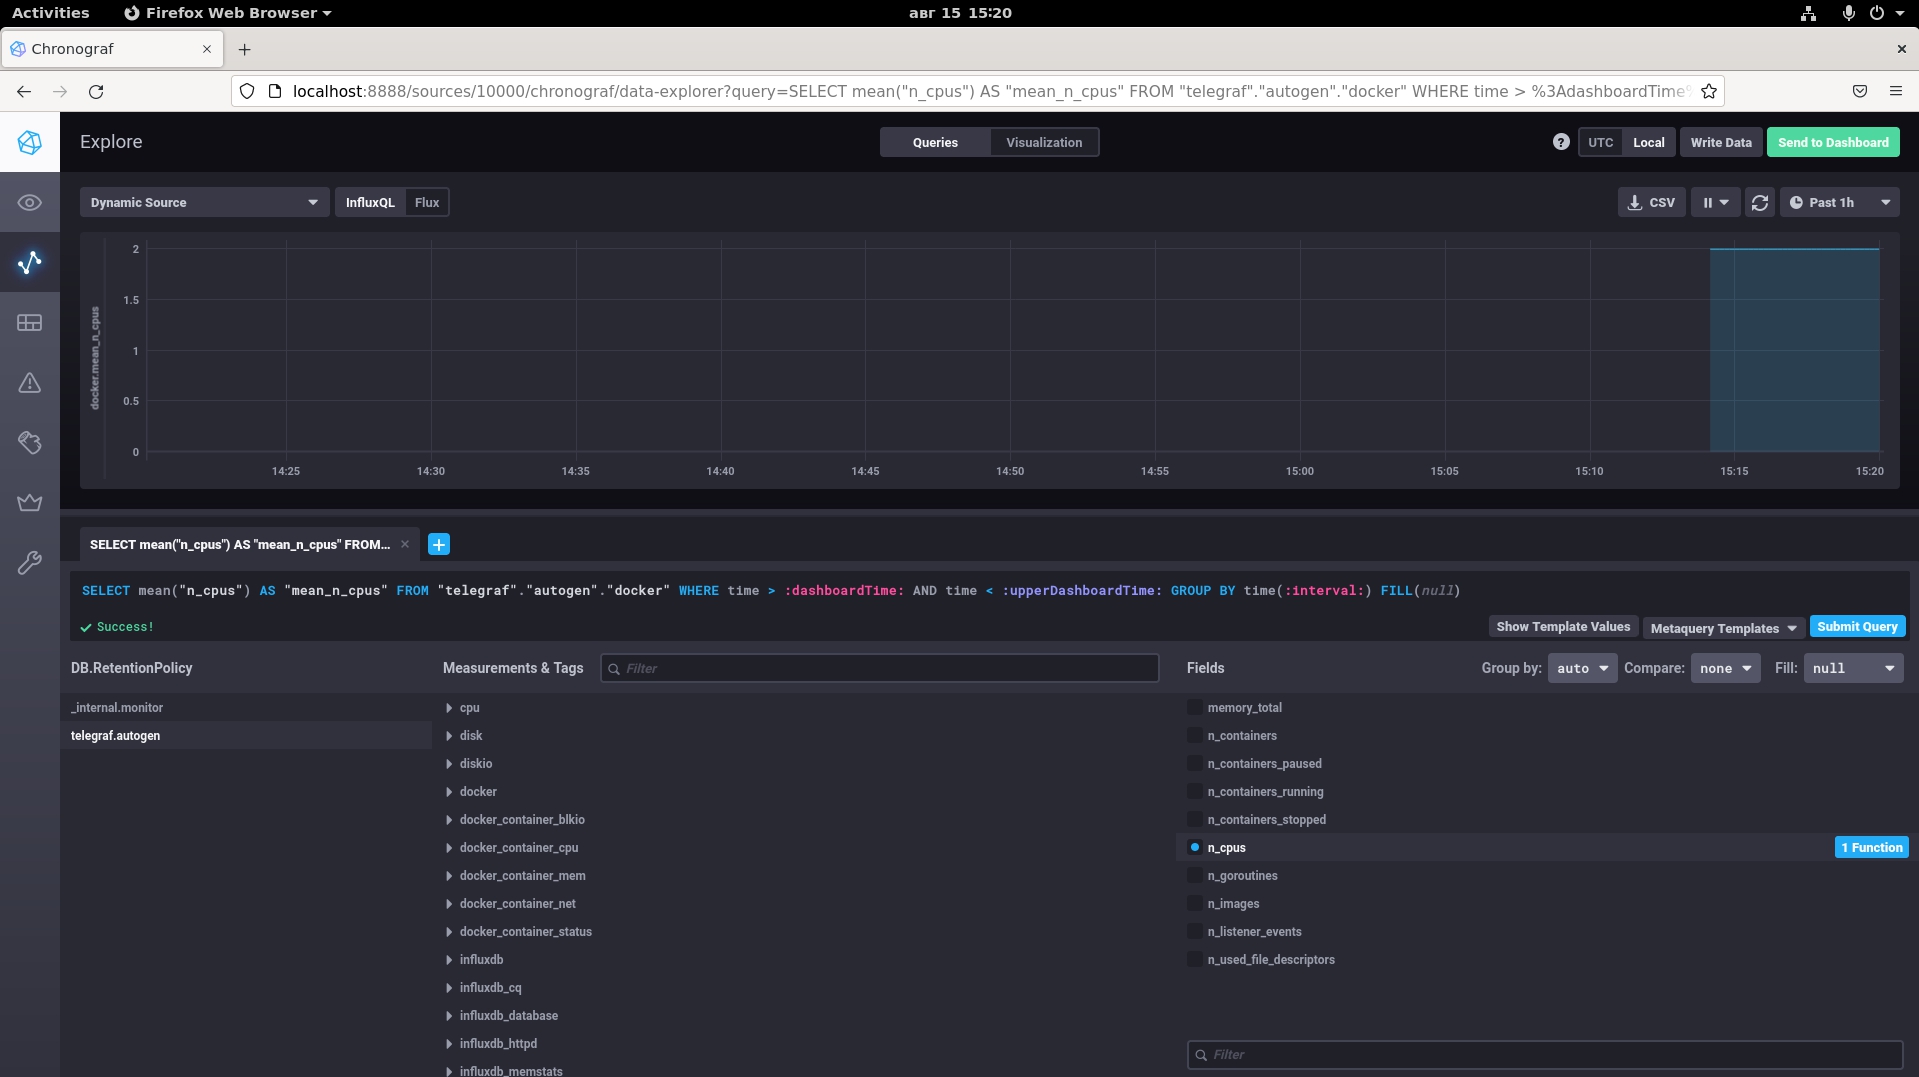 Activities Firefox Web Browser авг 15 15:20
Chronograf
localhost:8888/sources/10000/chronograf/data-explorer?query=SELECT mean("n_cpus") AS "mean_n_cpus" FROM "telegraf"."autogen"."docker" WHERE time > %3AdashboardTime%
Explore Queries Visualization ? UTC Local Write Data Send to Dashboard
Dynamic Source InfluxQL Flux CSV Past 1h
docker.mean_n_cpus
2
1.5
1
0.5
0
14:25 14:30 14:35 14:40 14:45 14:50 14:55 15:00 15:05 15:10 15:15 15:20
SELECT mean("n_cpus") AS "mean_n_cpus" FROM...
SELECT mean("n_cpus") AS "mean_n_cpus" FROM "telegraf"."autogen"."docker" WHERE time > :dashboardTime: AND time < :upperDashboardTime: GROUP BY time(:interval:) FILL(null)
Success! Show Template Values Metaquery Templates Submit Query
DB.RetentionPolicy Measurements & Tags Filter Fields Group by: auto Compare: none Fill: null
_internal.monitor
telegraf.autogen
cpu
disk
diskio
docker
docker_container_blkio
docker_container_cpu
docker_container_mem
docker_container_net
docker_container_status
influxdb
influxdb_cq
influxdb_database
influxdb_httpd
influxdb_memstats
memory_total
n_containers
n_containers_paused
n_containers_running
n_containers_stopped
n_cpus 1 Function
n_goroutines
n_images
n_listener_events
n_used_file_descriptors
Filter